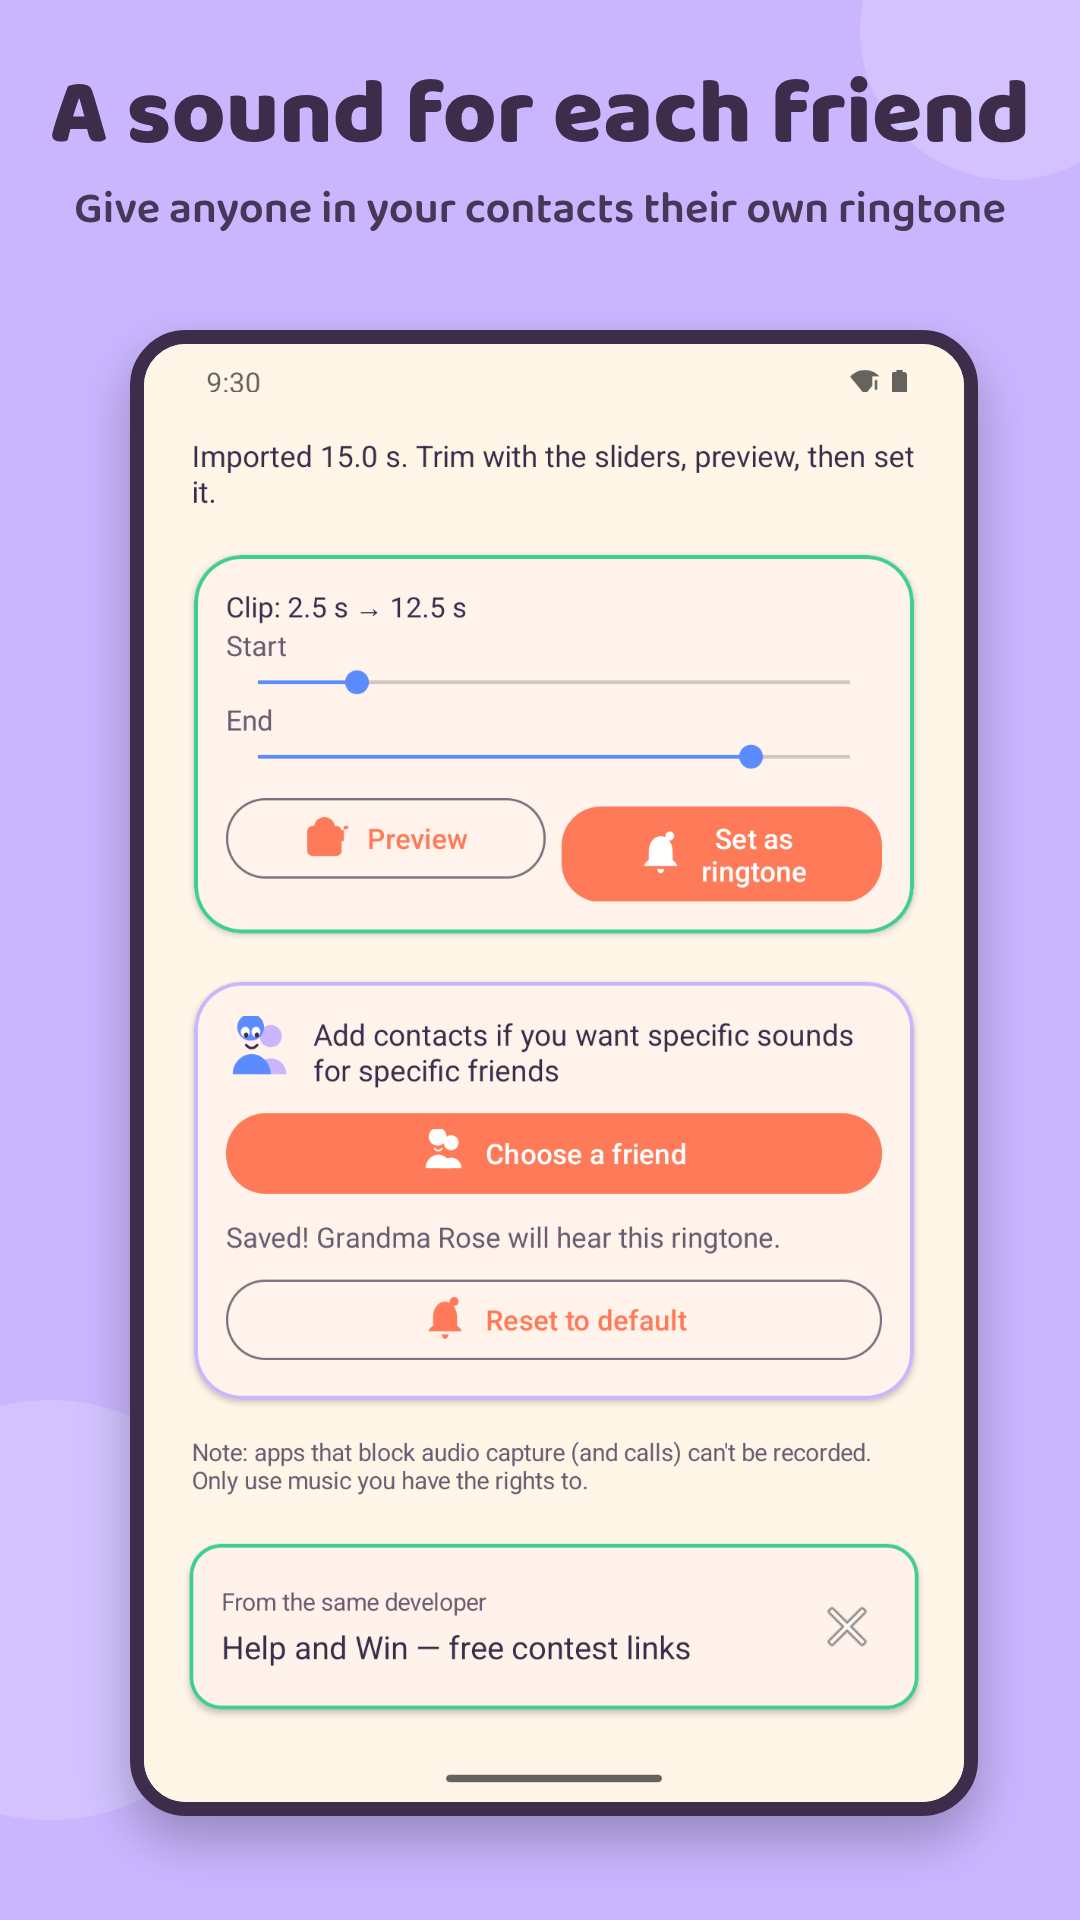 A sound for each friend
Give anyone in your contacts their own ringtone
9:30
Imported 15.0 s. Trim with the sliders, preview, then set
it.
Clip: 2.5 s → 12.5 s
Start
End
Preview
Set as
ringtone
Add contacts if you want specific sounds
for specific friends
Choose a friend
Saved! Grandma Rose will hear this ringtone.
Reset to default
Note: apps that block audio capture (and calls) can't be recorded.
Only use music you have the rights to.
From the same developer
Help and Win — free contest links